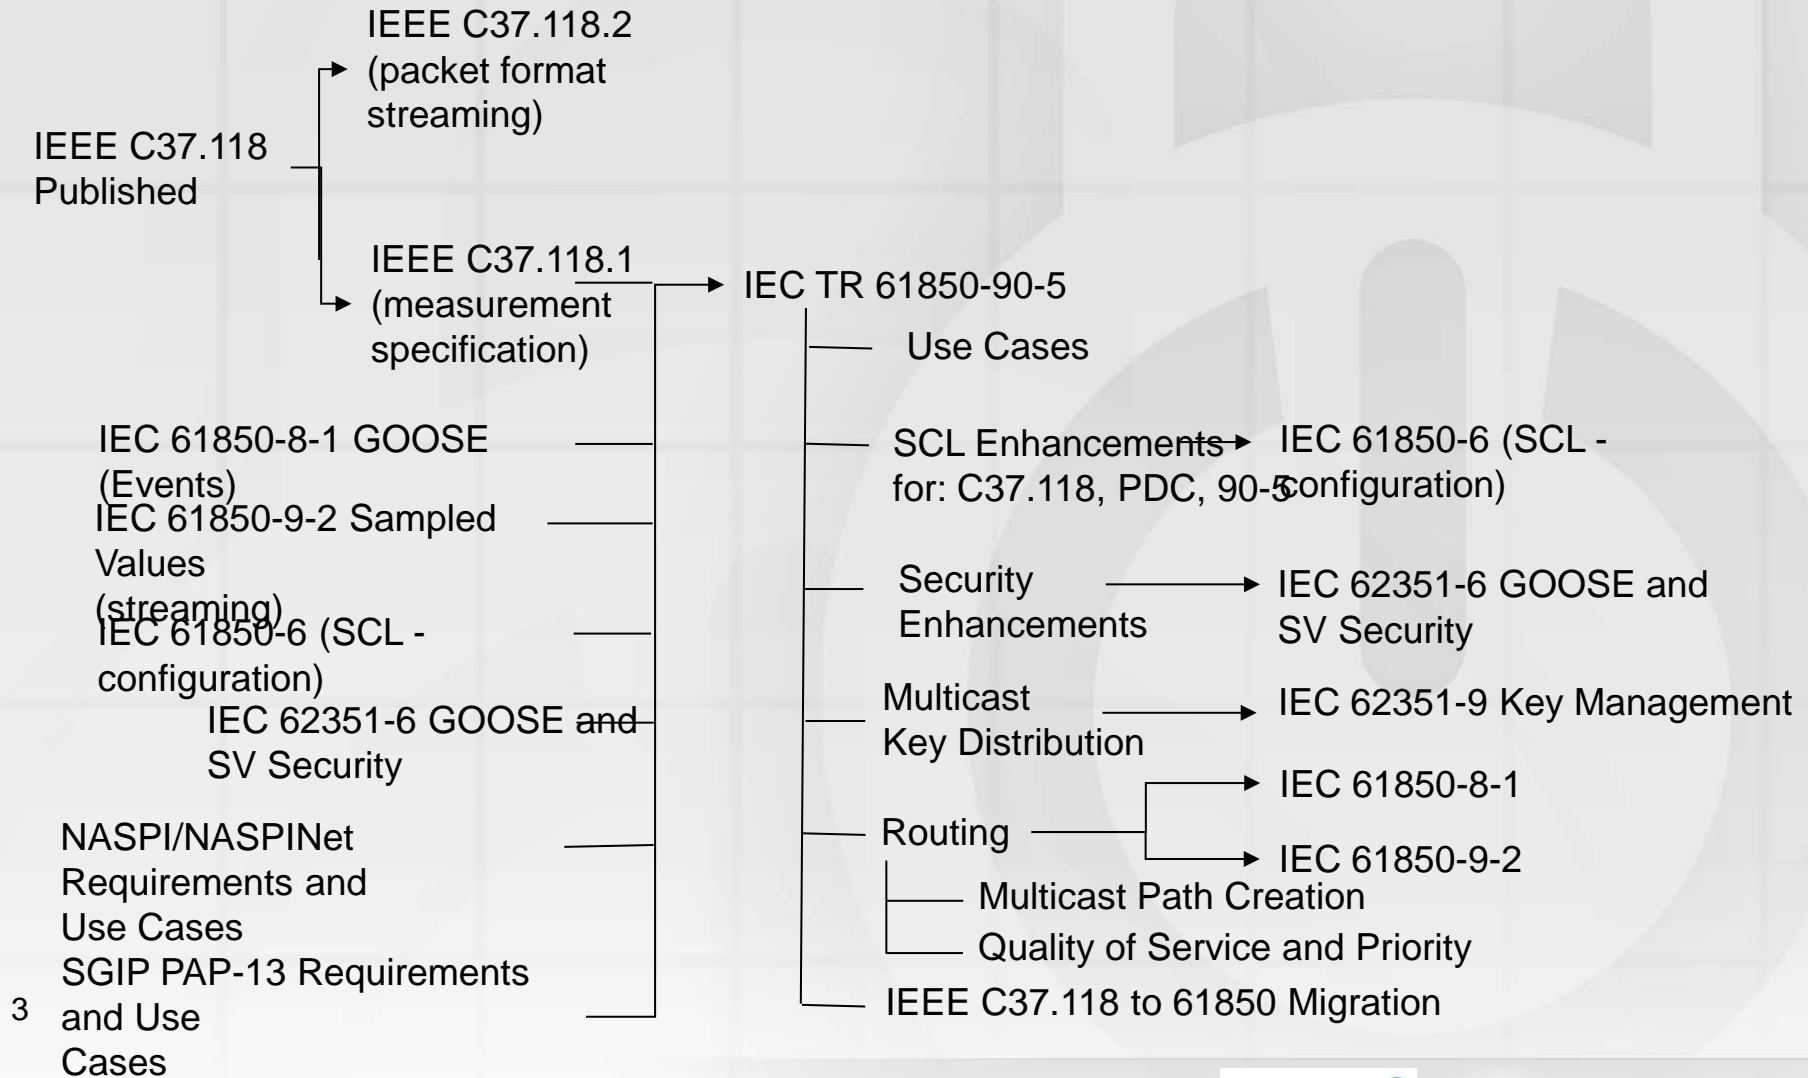 IEEE C37.118.2
(packet format
streaming)
IEEE C37.118
Published
IEEE C37.118.1
(measurement
specification)
IEC TR 61850-90-5
Use Cases
IEC 61850-8-1 GOOSE
(Events)
IEC 61850-9-2 Sampled
Values
(streaming)
IEC 61850-6 (SCL -
configuration)
IEC 62351-6 GOOSE and
SV Security
NASPI/NASPINet
Requirements and
Use Cases
SGIP PAP-13 Requirements
and Use
Cases
SCL Enhancements
for: C37.118, PDC, 90-5
IEC 61850-6 (SCL -
configuration)
Security
Enhancements
IEC 62351-6 GOOSE and
SV Security
Multicast
Key Distribution
IEC 62351-9 Key Management
Routing
IEC 61850-8-1
IEC 61850-9-2
Multicast Path Creation
Quality of Service and Priority
IEEE C37.118 to 61850 Migration
3